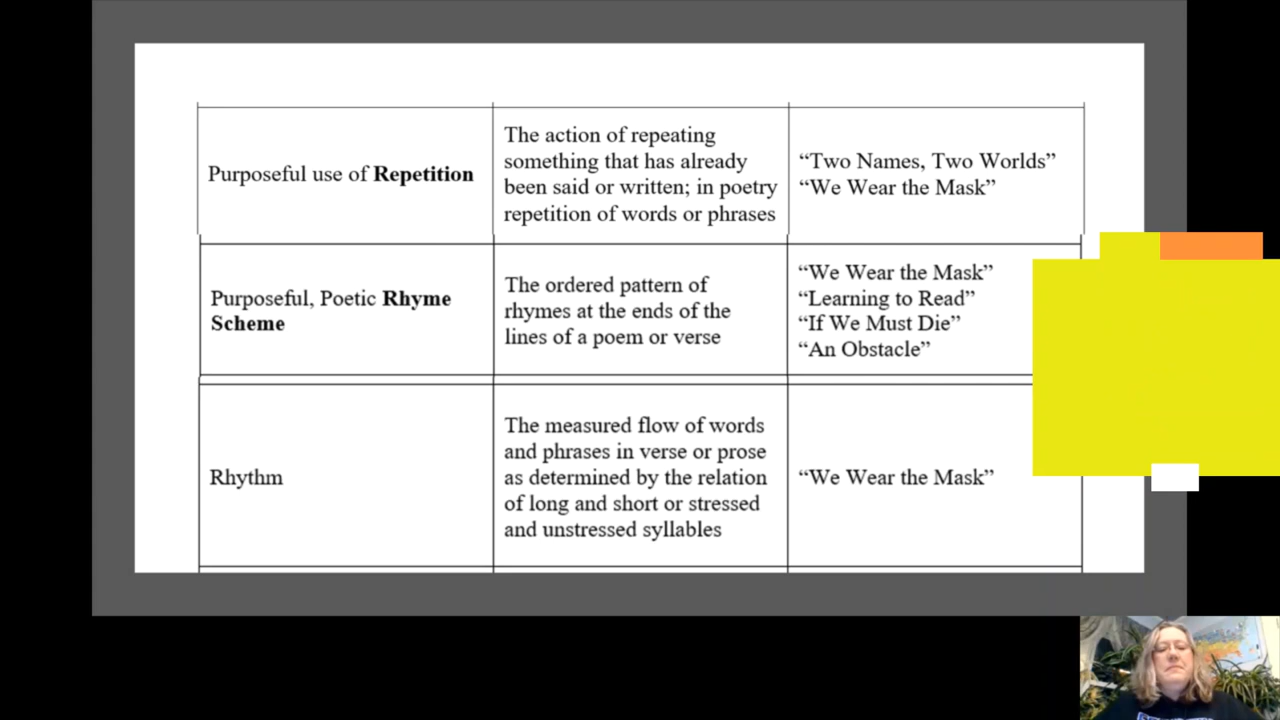 Purposeful use of Repetition
The action of repeating
something that has already
been said or written; in poetry
repetition of words or phrases
“Two Names, Two Worlds”
“We Wear the Mask”
Purposeful, Poetic Rhyme
Scheme
The ordered pattern of
rhymes at the ends of the
lines of a poem or verse
“We Wear the Mask”
“Learning to Read”
“If We Must Die”
“An Obstacle”
Rhythm
The measured flow of words
and phrases in verse or prose
as determined by the relation
of long and short or stressed
and unstressed syllables
“We Wear the Mask”